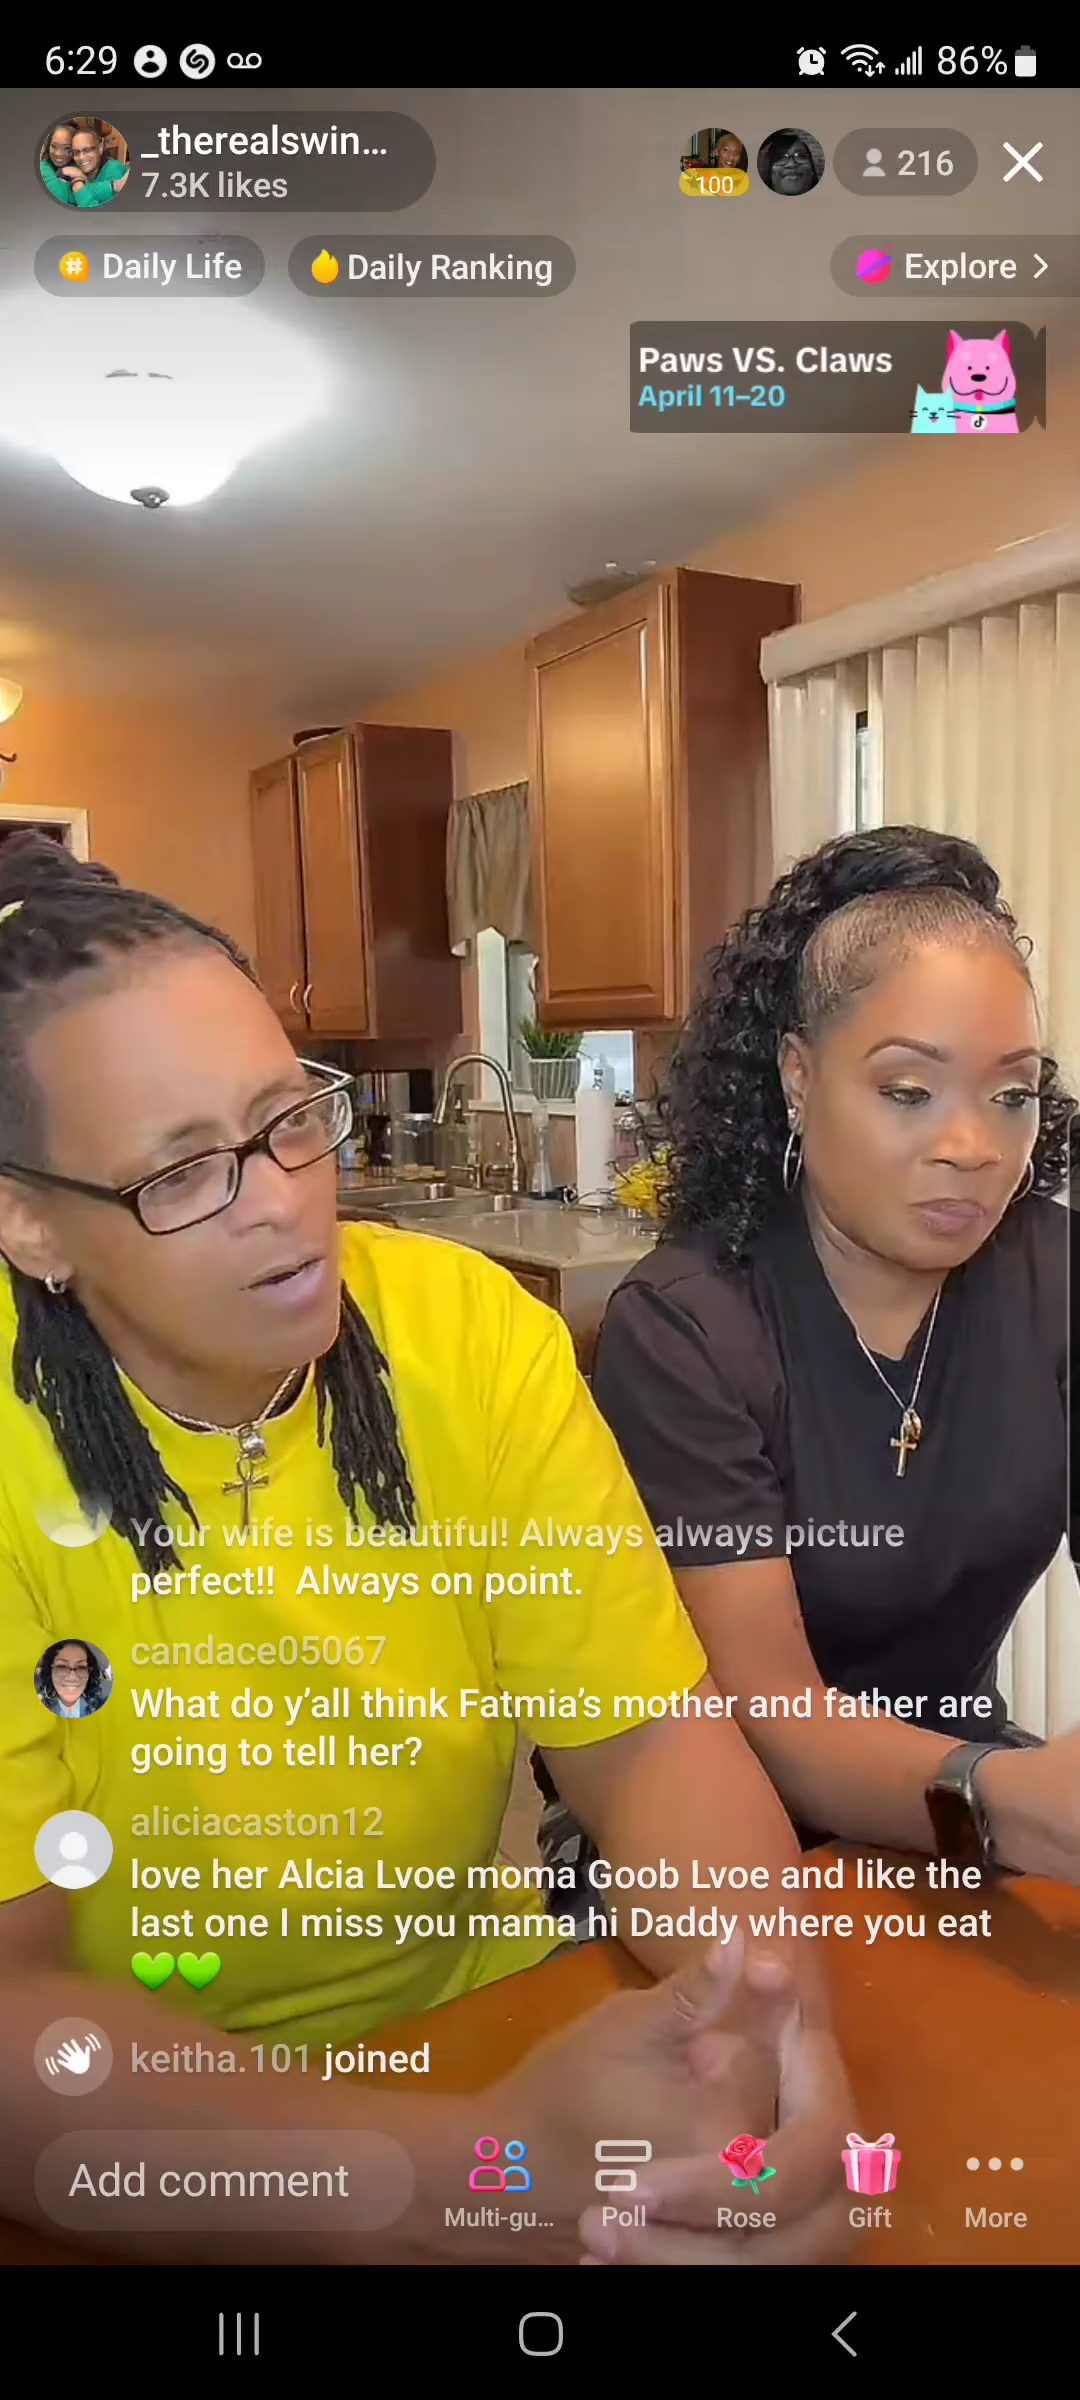 6:29
86%
_therealswin...
7.3K likes
100
216
Daily Life
Daily Ranking
Explore >
Paws VS. Claws
April 11–20
Your wife is beautiful! Always always picture
perfect!!  Always on point.
candace05067
What do y’all think Fatmia’s mother and father are
going to tell her?
aliciacaston12
love her Alcia Lvoe moma Goob Lvoe and like the
last one I miss you mama hi Daddy where you eat
💚💚
keitha.101 joined
Add comment
Multi-gu...
Poll
Rose
Gift
More